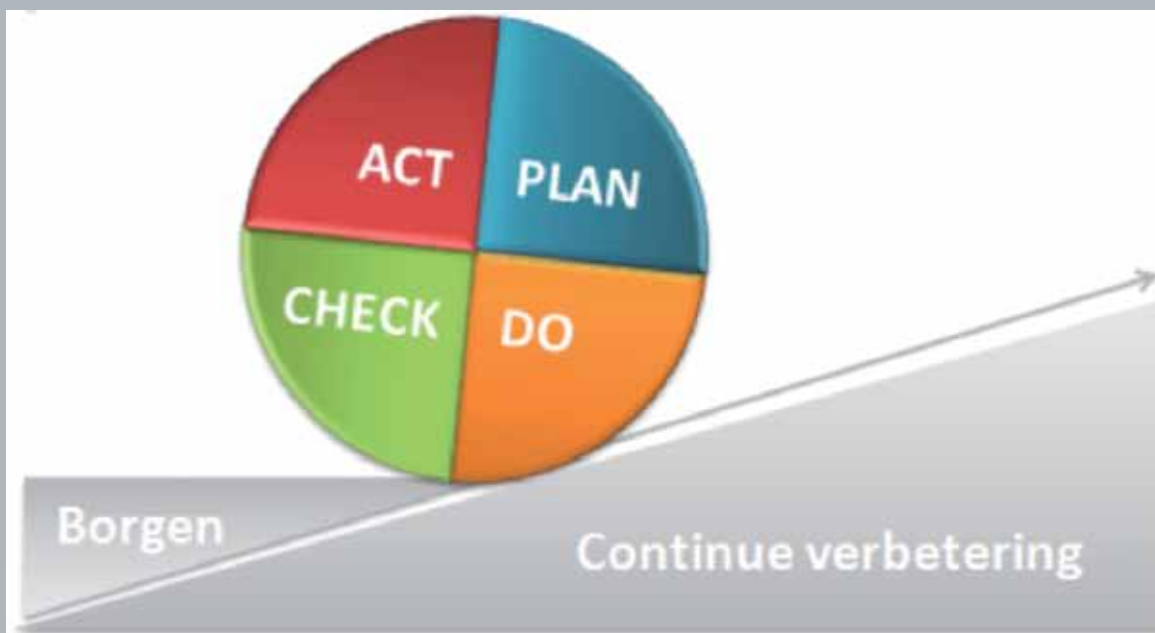 ACT
PLAN
CHECK
DO
Borgen
Continue verbetering